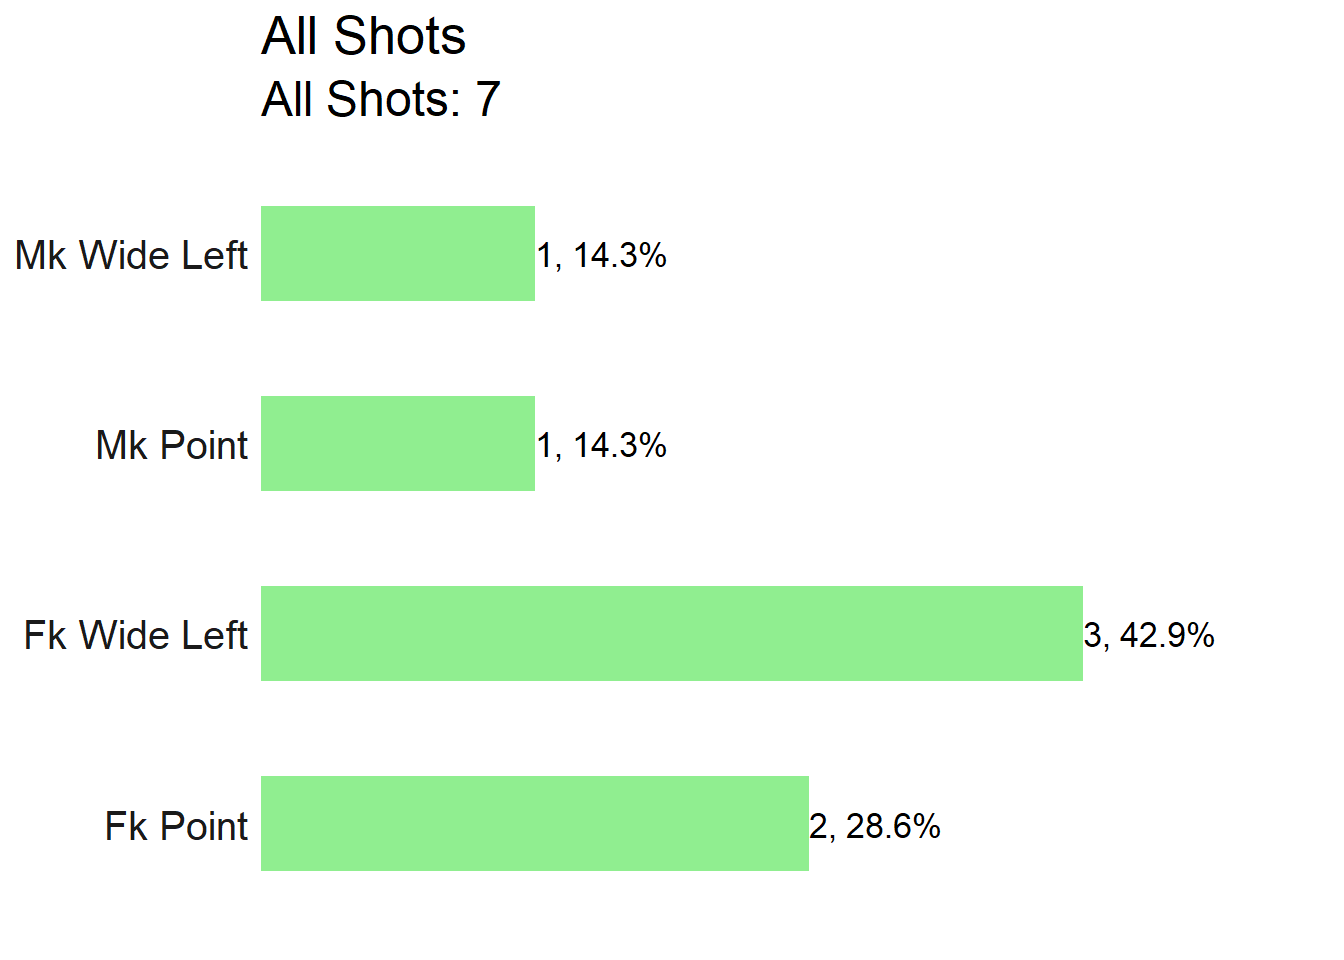 All Shots
All Shots: 7
Mk Wide Left 1, 14.3%
Mk Point 1, 14.3%
Fk Wide Left 3, 42.9%
Fk Point 2, 28.6%